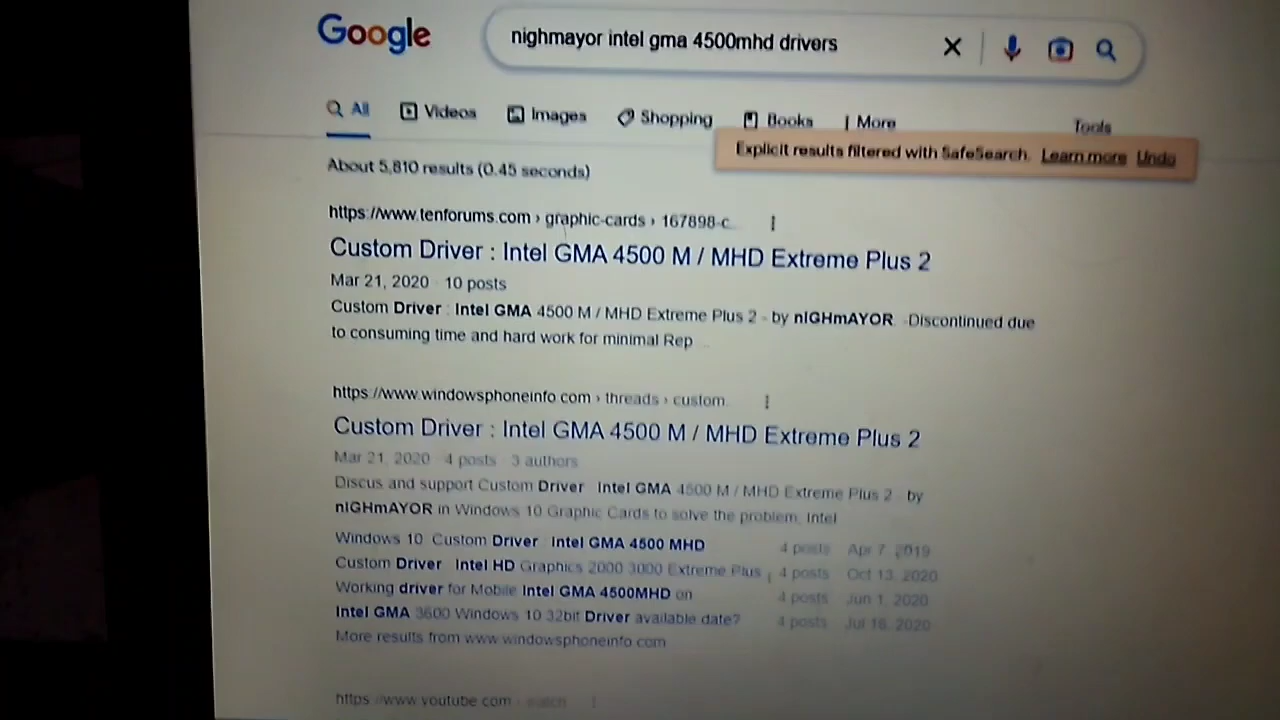 Google nighmayor intel gma 4500mhd drivers
All Videos Images Shopping Books More Tools
Explicit results filtered with SafeSearch. Learn more Undo
About 5,810 results (0.45 seconds)
https://www.tenforums.com › graphic-cards › 167898-c...
Custom Driver : Intel GMA 4500 M / MHD Extreme Plus 2
Mar 21, 2020 · 10 posts
Custom Driver : Intel GMA 4500 M / MHD Extreme Plus 2 - by nIGHmAYOR. -Discontinued due
to consuming time and hard work for minimal Rep ...
https://www.windowsphoneinfo.com › threads › custom...
Custom Driver : Intel GMA 4500 M / MHD Extreme Plus 2
Mar 21, 2020 · 4 posts · 3 authors
Discus and support Custom Driver : Intel GMA 4500 M / MHD Extreme Plus 2 - by
nIGHmAYOR in Windows 10 Graphic Cards to solve the problem; Intel
Windows 10 Custom Driver : Intel GMA 4500 MHD 4 posts Apr 7, 2019
Custom Driver : Intel HD Graphics 2000 3000 Extreme Plus 4 posts Oct 13, 2020
Working driver for Mobile Intel GMA 4500MHD on 4 posts Jun 1, 2020
Intel GMA 3600 Windows 10 32bit Driver available date? 4 posts Jul 18, 2020
More results from www.windowsphoneinfo.com
https://www.youtube.com › watch